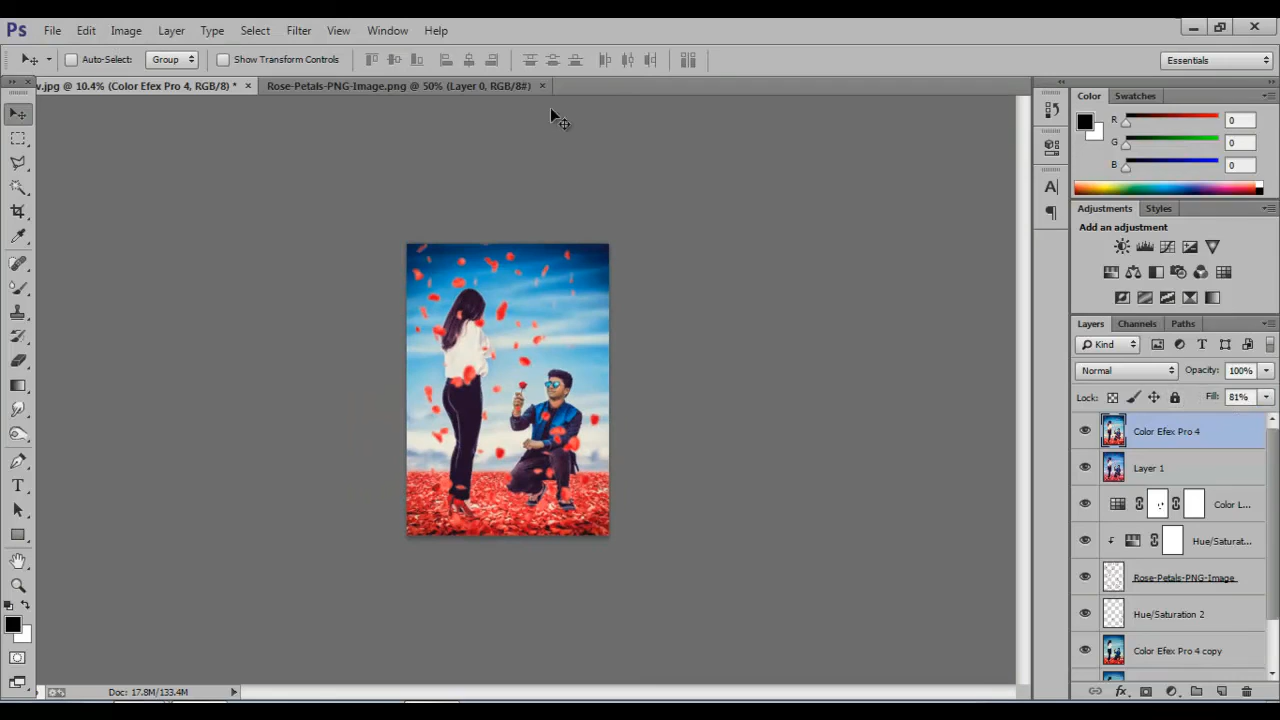 Ps File Edit Image Layer Type Select Filter View Window Help
Auto-Select: Group Show Transform Controls Essentials
v.jpg @ 10.4% (Color Efex Pro 4, RGB/8) * × Rose-Petals-PNG-Image.png @ 50% (Layer 0, RGB/8#) ×
Color Swatches
R 0
G 0
B 0
Adjustments Styles
Add an adjustment
Layers Channels Paths
Kind
Normal Opacity: 100%
Lock: Fill: 81%
Color Efex Pro 4
Layer 1
Color L...
Hue/Saturat...
Rose-Petals-PNG-Image
Hue/Saturation 2
Color Efex Pro 4 copy
Doc: 17.8M/133.4M